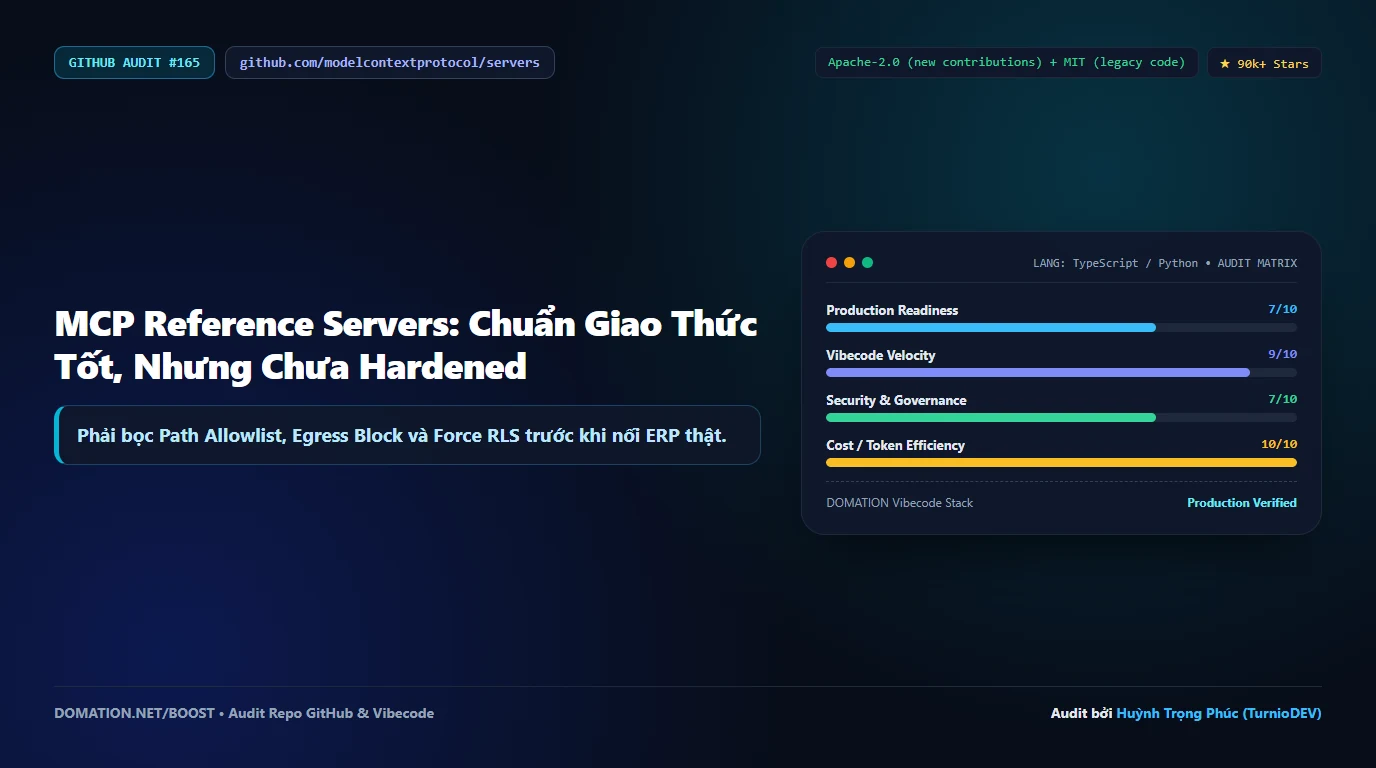 GITHUB AUDIT #165
github.com/modelcontextprotocol/servers
Apache-2.0 (new contributions) + MIT (legacy code)
★ 90k+ Stars
MCP Reference Servers: Chuẩn Giao Thức
Tốt, Nhưng Chưa Hardened
Phải bọc Path Allowlist, Egress Block và Force RLS trước khi nối ERP thật.
LANG: TypeScript / Python • AUDIT MATRIX
Production Readiness 7/10
Vibecode Velocity 9/10
Security & Governance 7/10
Cost / Token Efficiency 10/10
DOMATION Vibecode Stack Production Verified
DOMATION.NET/BOOST • Audit Repo GitHub & Vibecode
Audit bởi Huỳnh Trọng Phúc (TurnioDEV)